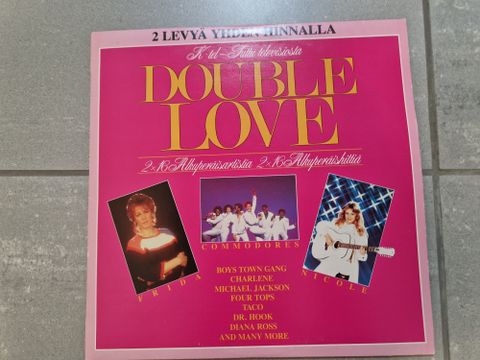 2 LEVYÄ YHDEN HINNALLA
K-tel – Tuttu televisiosta
DOUBLE
LOVE
2×16 Alkuperäisartistia 2×16 Alkuperäishittiä
FRIDA
COMMODORES
NICOLE
BOYS TOWN GANG
CHARLENE
MICHAEL JACKSON
FOUR TOPS
TACO
DR. HOOK
DIANA ROSS
AND MANY MORE